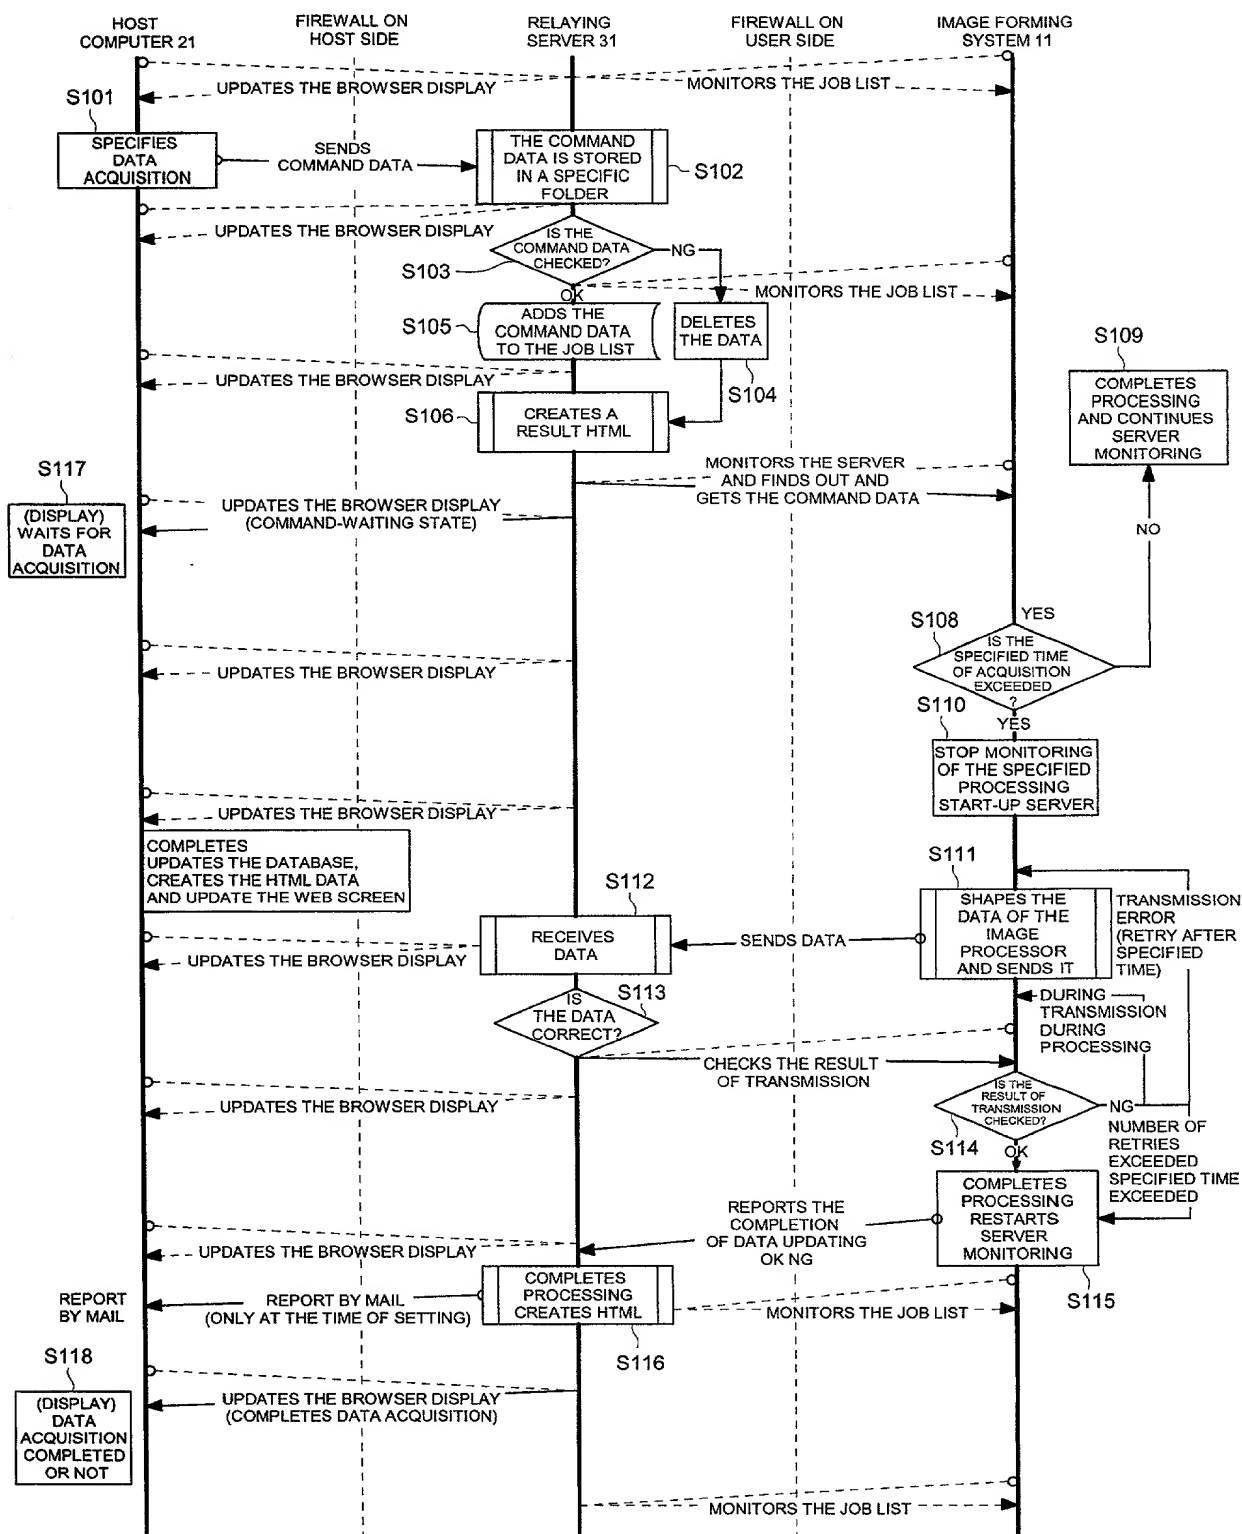 HOST
COMPUTER 21
FIREWALL ON
HOST SIDE
RELAYING
SERVER 31
FIREWALL ON
USER SIDE
IMAGE FORMING
SYSTEM 11
UPDATES THE BROWSER DISPLAY
MONITORS THE JOB LIST
S101
SPECIFIES
DATA
ACQUISITION
SENDS
COMMAND DATA
THE COMMAND
DATA IS STORED
IN A SPECIFIC
FOLDER
S102
UPDATES THE BROWSER DISPLAY
IS THE
COMMAND DATA
CHECKED?
NG
S103
OK
MONITORS THE JOB LIST
S105
ADDS THE
COMMAND DATA
TO THE JOB LIST
DELETES
THE DATA
S104
S109
COMPLETES
PROCESSING
AND CONTINUES
SERVER
MONITORING
UPDATES THE BROWSER DISPLAY
S106
CREATES A
RESULT HTML
MONITORS THE SERVER
AND FINDS OUT AND
GETS THE COMMAND DATA
S117
(DISPLAY)
WAITS FOR
DATA
ACQUISITION
UPDATES THE BROWSER DISPLAY
(COMMAND-WAITING STATE)
NO
YES
S108
IS THE
SPECIFIED TIME
OF ACQUISITION
EXCEEDED
?
UPDATES THE BROWSER DISPLAY
S110
YES
STOP MONITORING
OF THE SPECIFIED
PROCESSING
START-UP SERVER
UPDATES THE BROWSER DISPLAY
COMPLETES
UPDATES THE DATABASE,
CREATES THE HTML DATA
AND UPDATE THE WEB SCREEN
S111
SHAPES THE
DATA OF THE
IMAGE
PROCESSOR
AND SENDS IT
TRANSMISSION
ERROR
(RETRY AFTER
SPECIFIED
TIME)
S112
RECEIVES
DATA
SENDS DATA
UPDATES THE BROWSER DISPLAY
S113
IS
THE DATA
CORRECT?
DURING
TRANSMISSION
DURING
PROCESSING
CHECKS THE RESULT
OF TRANSMISSION
UPDATES THE BROWSER DISPLAY
IS THE
RESULT OF
TRANSMISSION
CHECKED?
NG
S114
OK
NUMBER OF
RETRIES
EXCEEDED
SPECIFIED TIME
EXCEEDED
COMPLETES
PROCESSING
RESTARTS
SERVER
MONITORING
S115
REPORTS THE
COMPLETION
OF DATA UPDATING
OK NG
UPDATES THE BROWSER DISPLAY
COMPLETES
PROCESSING
CREATES HTML
S116
REPORT
BY MAIL
REPORT BY MAIL
(ONLY AT THE TIME OF SETTING)
MONITORS THE JOB LIST
S118
(DISPLAY)
DATA
ACQUISITION
COMPLETED
OR NOT
UPDATES THE BROWSER DISPLAY
(COMPLETES DATA ACQUISITION)
MONITORS THE JOB LIST